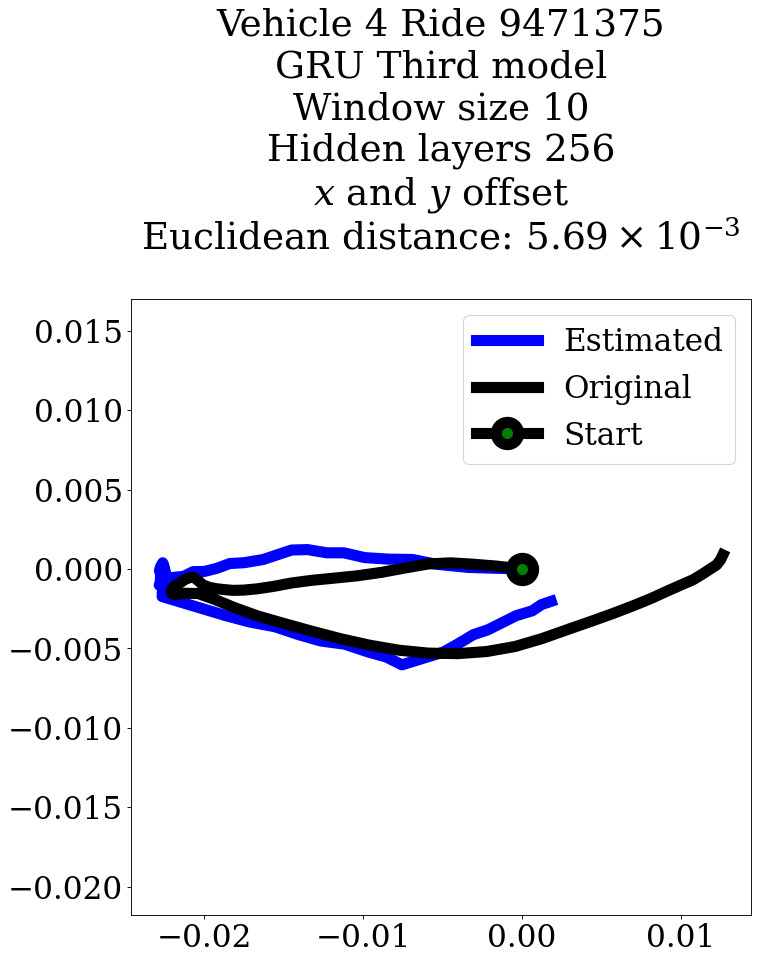 Vehicle 4 Ride 9471375
GRU Third model
Window size 10
Hidden layers 256
x and y offset
Euclidean distance: 5.69 × 10⁻³
Estimated
Original
Start
0.015
0.010
0.005
0.000
−0.005
−0.010
−0.015
−0.020
−0.02 −0.01 0.00 0.01